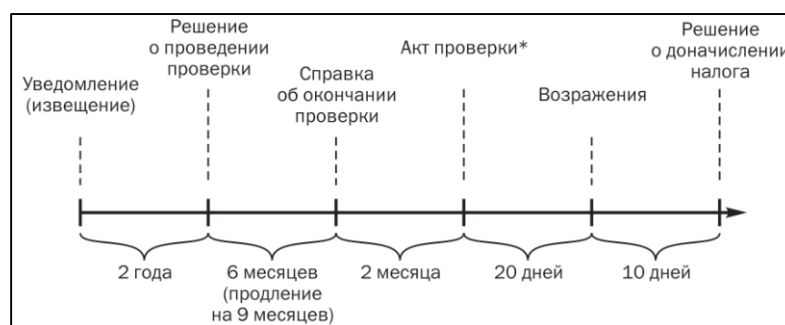 Уведомление
(извещение)
Решение
о проведении
проверки
Справка
об окончании
проверки
Акт проверки*
Возражения
Решение
о доначислении
налога
2 года
6 месяцев
(продление
на 9 месяцев)
2 месяца
20 дней
10 дней